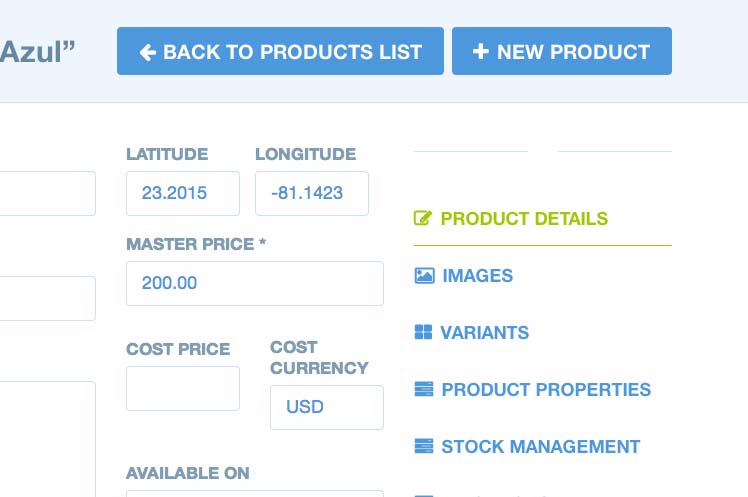 Azul”
BACK TO PRODUCTS LIST
NEW PRODUCT
LATITUDE
LONGITUDE
23.2015
-81.1423
MASTER PRICE *
200.00
COST PRICE
COST
CURRENCY
USD
AVAILABLE ON
PRODUCT DETAILS
IMAGES
VARIANTS
PRODUCT PROPERTIES
STOCK MANAGEMENT